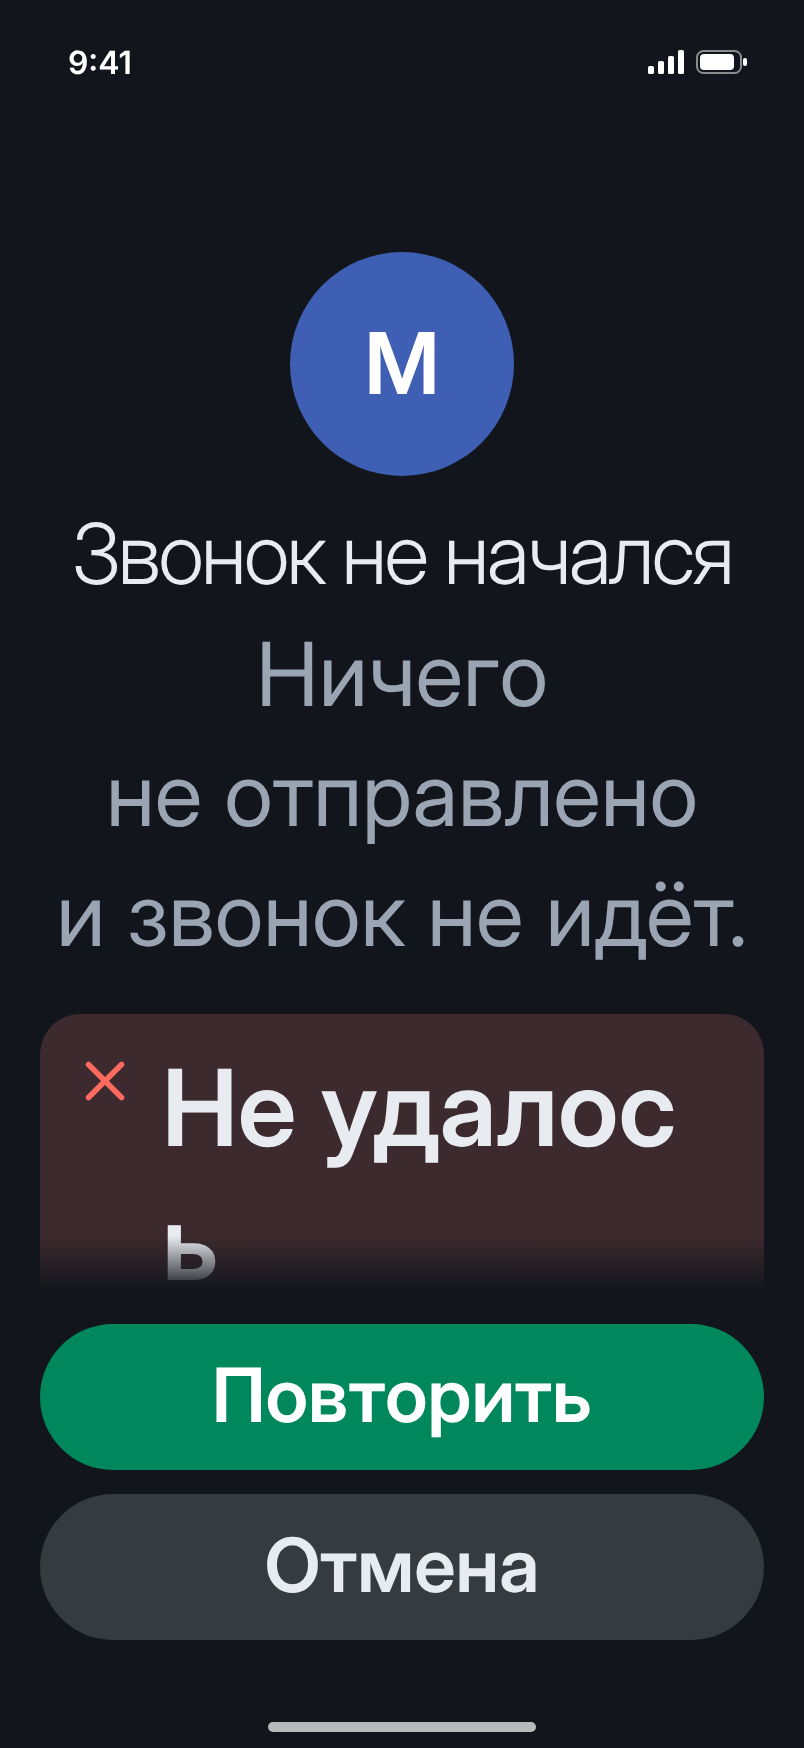 9:41
М
Звонок не начался
Ничего
не отправлено
и звонок не идёт.
Не удалос
ь
Повторить
Отмена